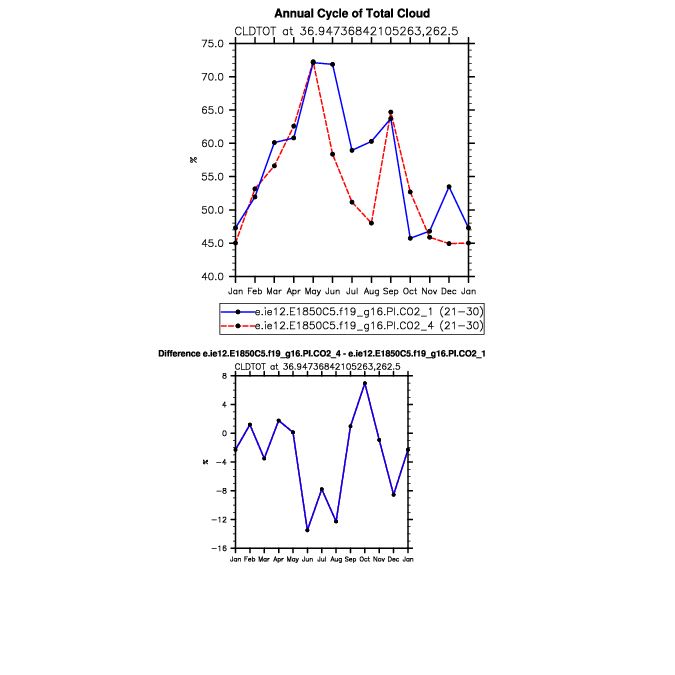 Annual Cycle of Total Cloud
CLDTOT at 36.94736842105263,262.5
75.0
70.0
65.0
60.0
%
55.0
50.0
45.0
40.0
Jan Feb Mar Apr May Jun Jul Aug Sep Oct Nov Dec Jan
e.ie12.E1850C5.f19_g16.PI.CO2_1 (21-30)
e.ie12.E1850C5.f19_g16.PI.CO2_4 (21-30)
Difference e.ie12.E1850C5.f19_g16.PI.CO2_4 - e.ie12.E1850C5.f19_g16.PI.CO2_1
CLDTOT at 36.94736842105263,262.5
8
4
0
%
-4
-8
-12
-16
Jan Feb Mar Apr May Jun Jul Aug Sep Oct Nov Dec Jan